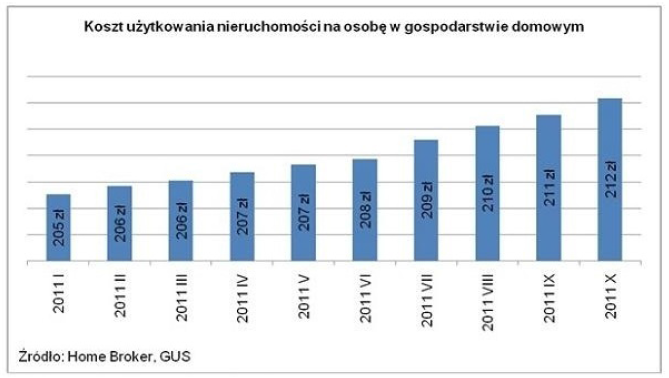 Koszt użytkowania nieruchomości na osobę w gospodarstwie domowym
205 zł
206 zł
206 zł
207 zł
207 zł
208 zł
209 zł
210 zł
211 zł
212 zł
2011 I
2011 II
2011 III
2011 IV
2011 V
2011 VI
2011 VII
2011 VIII
2011 IX
2011 X
Źródło: Home Broker, GUS